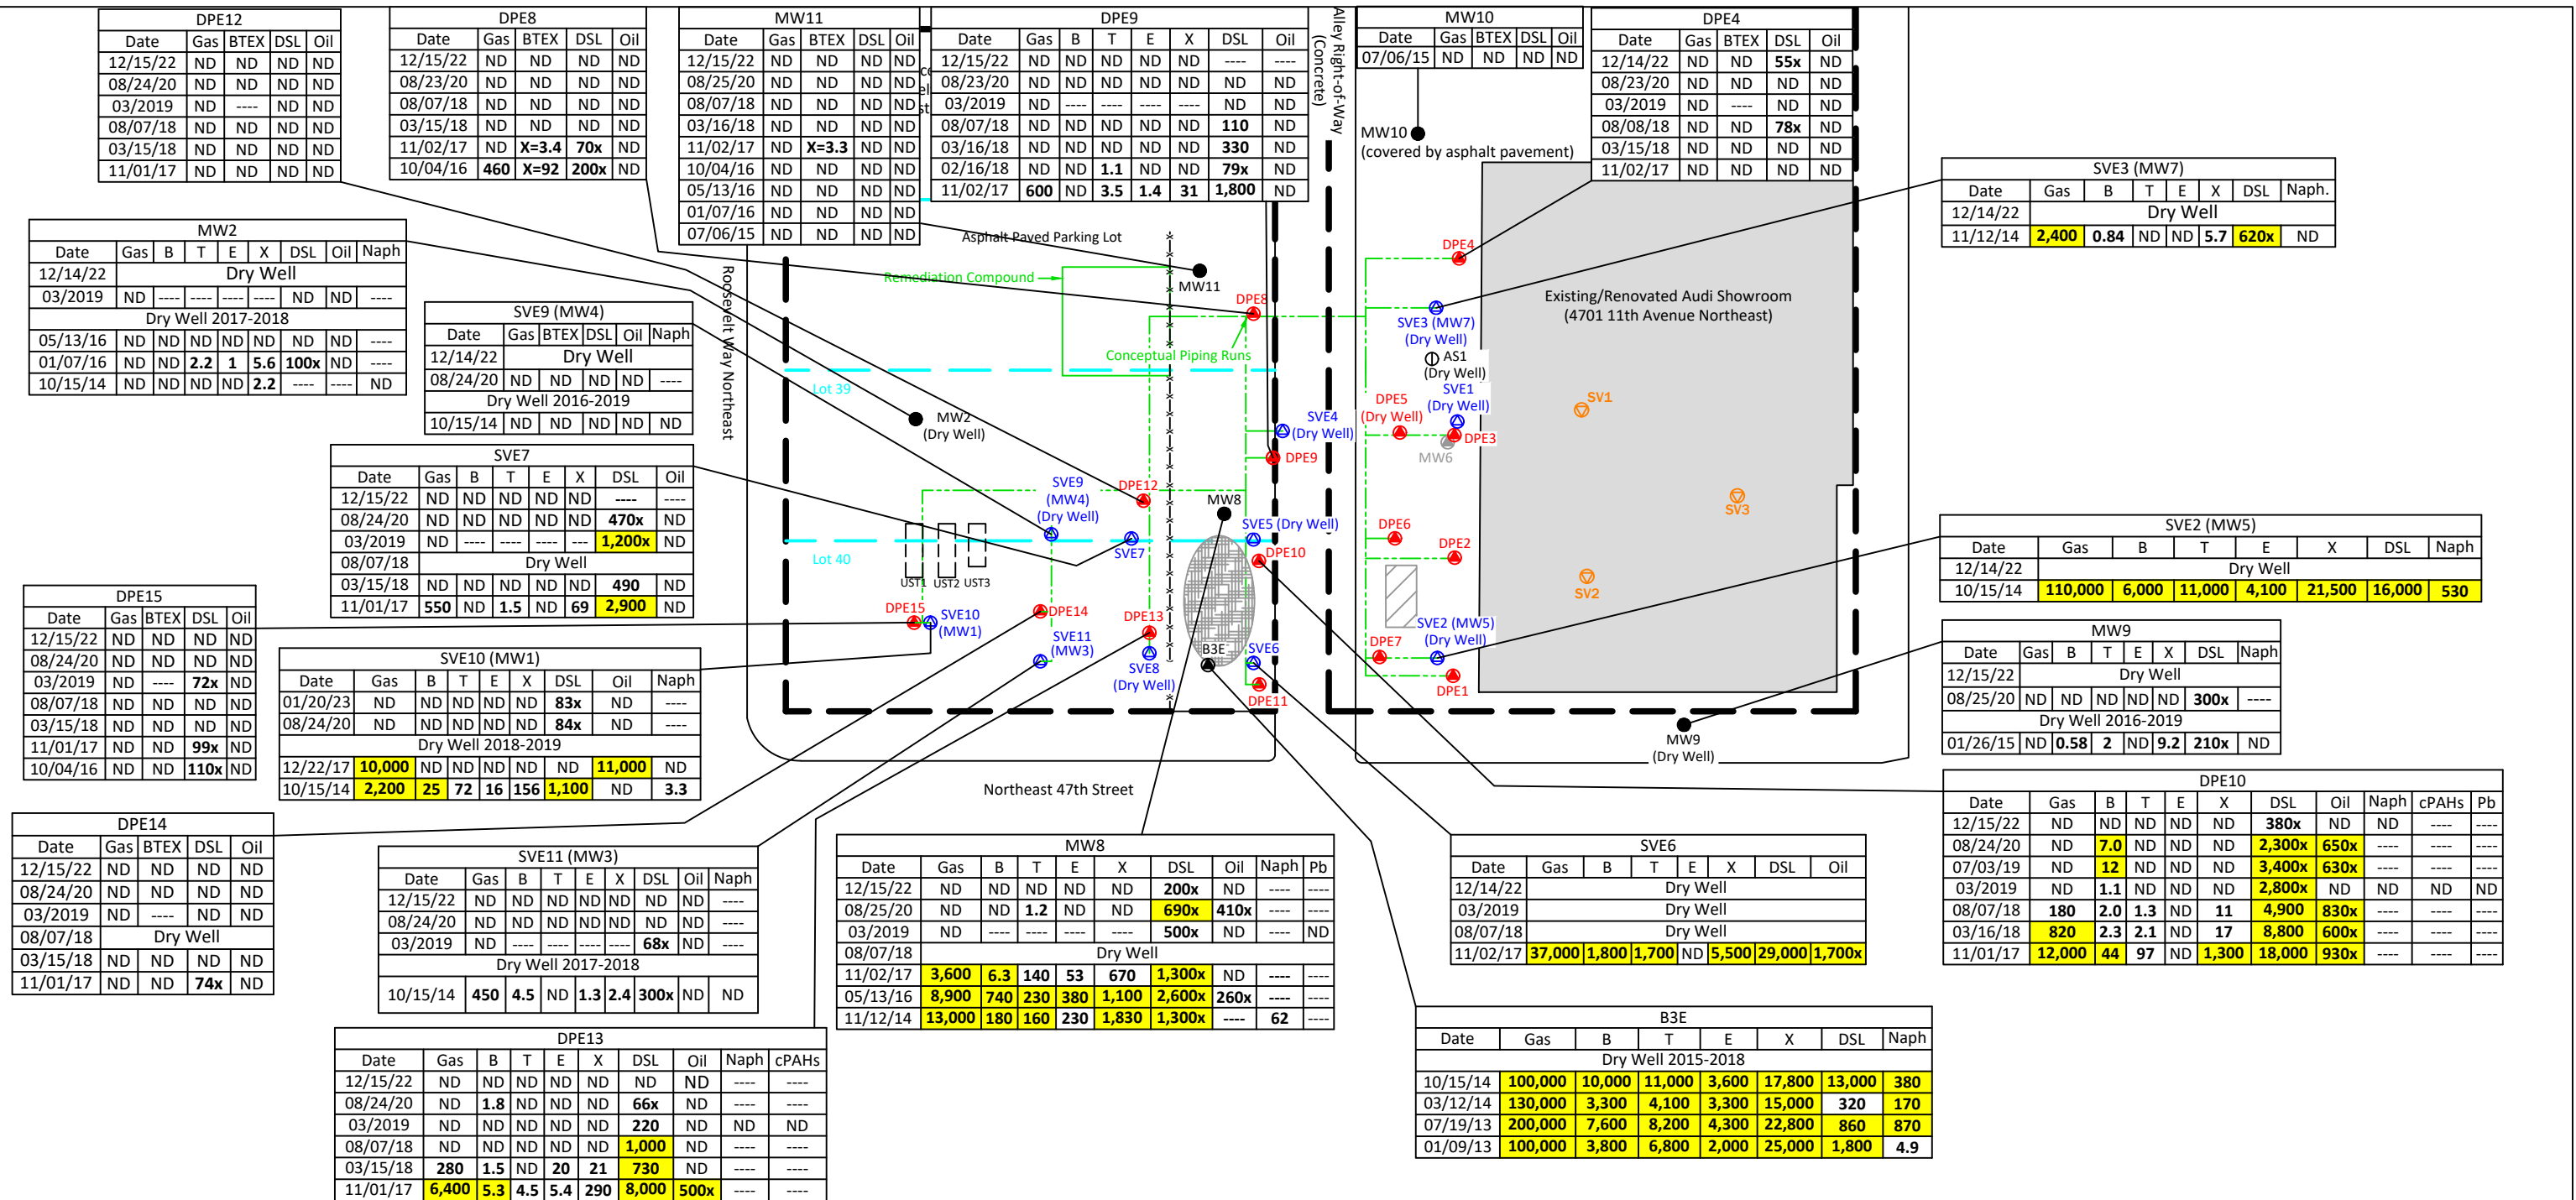 DPE12
Date Gas BTEX DSL Oil
12/15/22 ND ND ND ND
08/24/20 ND ND ND ND
03/2019 ND ---- ND ND
08/07/18 ND ND ND ND
03/15/18 ND ND ND ND
11/01/17 ND ND ND ND
DPE8
Date Gas BTEX DSL Oil
12/15/22 ND ND ND ND
08/23/20 ND ND ND ND
08/07/18 ND ND ND ND
03/15/18 ND ND ND ND
11/02/17 ND X=3.4 70x ND
10/04/16 460 X=92 200x ND
MW11
Date Gas BTEX DSL Oil
12/15/22 ND ND ND ND
08/25/20 ND ND ND ND
08/07/18 ND ND ND ND
03/16/18 ND ND ND ND
11/02/17 ND X=3.3 ND ND
10/04/16 ND ND ND ND
05/13/16 ND ND ND ND
01/07/16 ND ND ND ND
07/06/15 ND ND ND ND
DPE9
Date Gas B T E X DSL Oil
12/15/22 ND ND ND ND ND ---- ----
08/23/20 ND ND ND ND ND ND ND
03/2019 ND ---- ---- ---- ---- ND ND
08/07/18 ND ND ND ND ND 110 ND
03/16/18 ND ND ND ND ND 330 ND
02/16/18 ND ND 1.1 ND ND 79x ND
11/02/17 600 ND 3.5 1.4 31 1,800 ND
Alley Right-of-Way
(Concrete)
MW10
Date Gas BTEX DSL Oil
07/06/15 ND ND ND ND
DPE4
Date Gas BTEX DSL Oil
12/14/22 ND ND 55x ND
08/23/20 ND ND ND ND
03/2019 ND ---- ND ND
08/08/18 ND ND 78x ND
03/15/18 ND ND ND ND
11/02/17 ND ND ND ND
SVE3 (MW7)
Date Gas B T E X DSL Naph.
12/14/22 Dry Well
11/12/14 2,400 0.84 ND ND 5.7 620x ND
MW2
Date Gas B T E X DSL Oil Naph
12/14/22 Dry Well
03/2019 ND ---- ---- ---- ---- ND ND ----
Dry Well 2017-2018
05/13/16 ND ND ND ND ND ND ND ----
01/07/16 ND ND 2.2 1 5.6 100x ND ----
10/15/14 ND ND ND ND 2.2 ---- ---- ND
SVE9 (MW4)
Date Gas BTEX DSL Oil Naph
12/14/22 Dry Well
08/24/20 ND ND ND ND ----
Dry Well 2016-2019
10/15/14 ND ND ND ND ND
SVE7
Date Gas B T E X DSL Oil
12/15/22 ND ND ND ND ND ---- ----
08/24/20 ND ND ND ND ND 470x ND
03/2019 ND ---- ---- ---- --- 1,200x ND
08/07/18 Dry Well
03/15/18 ND ND ND ND ND 490 ND
11/01/17 550 ND 1.5 ND 69 2,900 ND
DPE15
Date Gas BTEX DSL Oil
12/15/22 ND ND ND ND
08/24/20 ND ND ND ND
03/2019 ND ---- 72x ND
08/07/18 ND ND ND ND
03/15/18 ND ND ND ND
11/01/17 ND ND 99x ND
10/04/16 ND ND 110x ND
SVE10 (MW1)
Date Gas B T E X DSL Oil Naph
01/20/23 ND ND ND ND ND 83x ND ----
08/24/20 ND ND ND ND ND 84x ND ----
Dry Well 2018-2019
12/22/17 10,000 ND ND ND ND ND 11,000 ND
10/15/14 2,200 25 72 16 156 1,100 ND 3.3
DPE14
Date Gas BTEX DSL Oil
12/15/22 ND ND ND ND
08/24/20 ND ND ND ND
03/2019 ND ---- ND ND
08/07/18 Dry Well
03/15/18 ND ND ND ND
11/01/17 ND ND 74x ND
SVE11 (MW3)
Date Gas B T E X DSL Oil Naph
12/15/22 ND ND ND ND ND ND ND ----
08/24/20 ND ND ND ND ND ND ND ----
03/2019 ND ---- ---- ---- ---- 68x ND ----
Dry Well 2017-2018
10/15/14 450 4.5 ND 1.3 2.4 300x ND ND
DPE13
Date Gas B T E X DSL Oil Naph cPAHs
12/15/22 ND ND ND ND ND ND ND ---- ----
08/24/20 ND 1.8 ND ND ND 66x ND ---- ----
03/2019 ND ND ND ND ND 220 ND ND ND
08/07/18 ND ND ND ND ND 1,000 ND ---- ----
03/15/18 280 1.5 ND 20 21 730 ND ---- ----
11/01/17 6,400 5.3 4.5 5.4 290 8,000 500x ---- ----
MW8
Date Gas B T E X DSL Oil Naph Pb
12/15/22 ND ND ND ND ND 200x ND ---- ----
08/25/20 ND ND 1.2 ND ND 690x 410x ---- ----
03/2019 ND ---- ---- ---- ---- 500x ND ---- ND
08/07/18 Dry Well
11/02/17 3,600 6.3 140 53 670 1,300x ND ---- ----
05/13/16 8,900 740 230 380 1,100 2,600x 260x ---- ----
11/12/14 13,000 180 160 230 1,830 1,300x ---- 62 ----
SVE6
Date Gas B T E X DSL Oil
12/14/22 Dry Well
03/2019 Dry Well
08/07/18 Dry Well
11/02/17 37,000 1,800 1,700 ND 5,500 29,000 1,700x
B3E
Date Gas B T E X DSL Naph
Dry Well 2015-2018
10/15/14 100,000 10,000 11,000 3,600 17,800 13,000 380
03/12/14 130,000 3,300 4,100 3,300 15,000 320 170
07/19/13 200,000 7,600 8,200 4,300 22,800 860 870
01/09/13 100,000 3,800 6,800 2,000 25,000 1,800 4.9
SVE2 (MW5)
Date Gas B T E X DSL Naph
12/14/22 Dry Well
10/15/14 110,000 6,000 11,000 4,100 21,500 16,000 530
MW9
Date Gas B T E X DSL Naph
12/15/22 Dry Well
08/25/20 ND ND ND ND ND 300x ----
Dry Well 2016-2019
01/26/15 ND 0.58 2 ND 9.2 210x ND
DPE10
Date Gas B T E X DSL Oil Naph cPAHs Pb
12/15/22 ND ND ND ND ND 380x ND ND ---- ----
08/24/20 ND 7.0 ND ND ND 2,300x 650x ---- ---- ----
07/03/19 ND 12 ND ND ND 3,400x 630x ---- ---- ----
03/2019 ND 1.1 ND ND ND 2,800x ND ND ND ND
08/07/18 180 2.0 1.3 ND 11 4,900 830x ---- ---- ----
03/16/18 820 2.3 2.1 ND 17 8,800 600x ---- ---- ----
11/01/17 12,000 44 97 ND 1,300 18,000 930x ---- ---- ----
Roosevelt Way Northeast
Asphalt Paved Parking Lot
Remediation Compound
MW11
DPE8
Conceptual Piping Runs
Lot 39
MW2
(Dry Well)
SVE4
(Dry Well)
DPE9
DPE12
SVE9
(MW4)
(Dry Well)
MW8
SVE5 (Dry Well)
SVE7
DPE10
Lot 40
UST1 UST2 UST3
DPE15
SVE10
(MW1)
DPE14
DPE13
SVE11
(MW3)
SVE8
(Dry Well)
B3E
SVE6
DPE11
Northeast 47th Street
MW10
(covered by asphalt pavement)
DPE4
Existing/Renovated Audi Showroom
(4701 11th Avenue Northeast)
SVE3 (MW7)
(Dry Well)
AS1
(Dry Well)
SVE1
(Dry Well)
DPE5
(Dry Well)
DPE3
MW6
SV1
SV3
SV2
DPE6
DPE2
SVE2 (MW5)
(Dry Well)
DPE7
DPE1
MW9
(Dry Well)